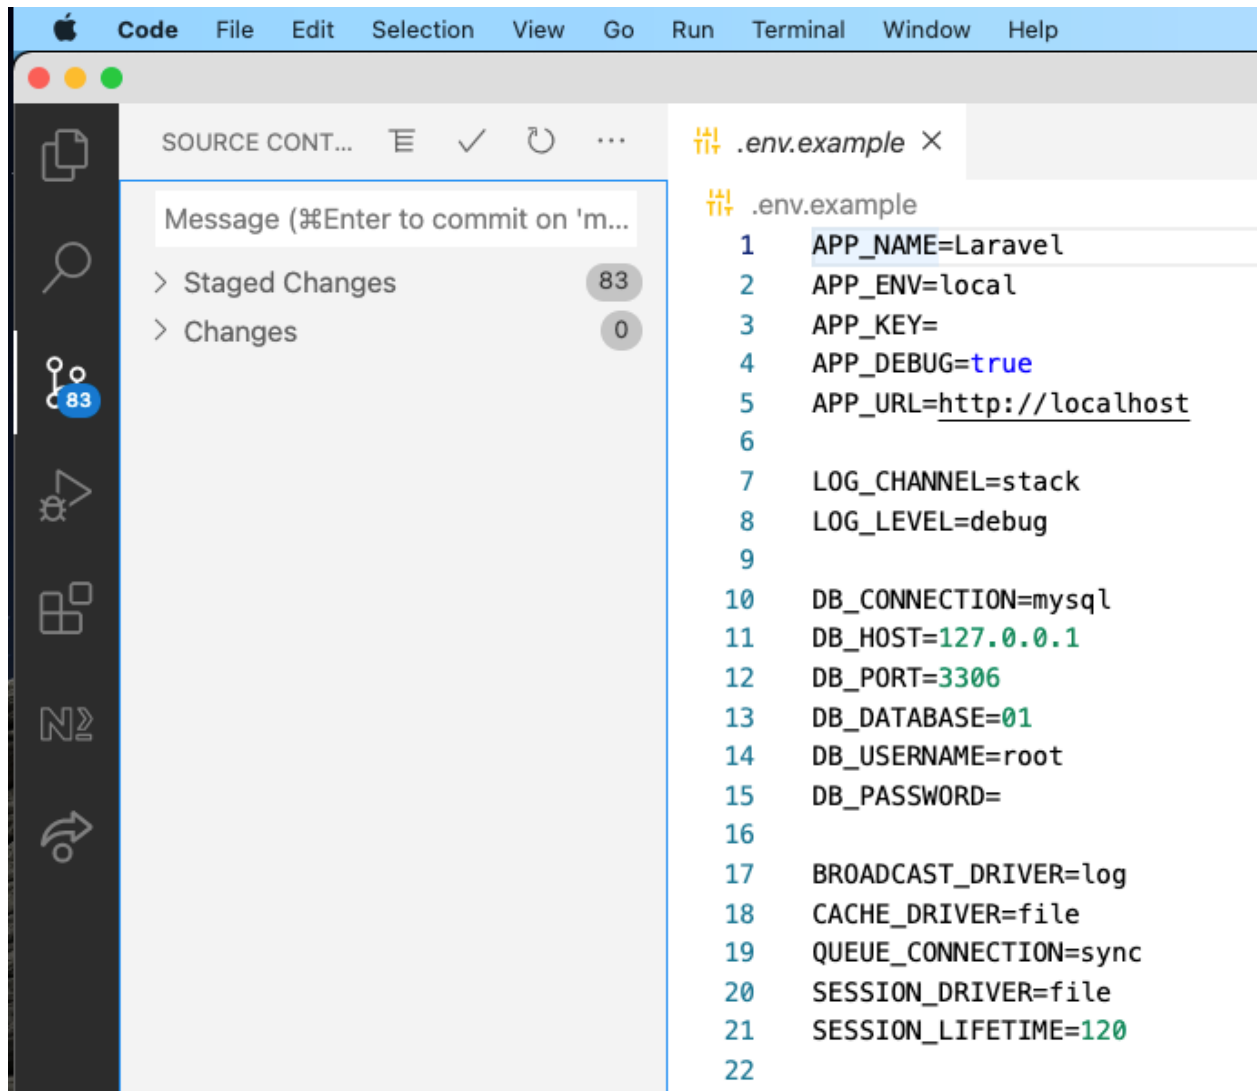 Code File Edit Selection View Go Run Terminal Window Help
SOURCE CONT...
Message (⌘Enter to commit on 'm...
Staged Changes 83
Changes 0
83
.env.example
.env.example
1 APP_NAME=Laravel
2 APP_ENV=local
3 APP_KEY=
4 APP_DEBUG=true
5 APP_URL=http://localhost
6
7 LOG_CHANNEL=stack
8 LOG_LEVEL=debug
9
10 DB_CONNECTION=mysql
11 DB_HOST=127.0.0.1
12 DB_PORT=3306
13 DB_DATABASE=01
14 DB_USERNAME=root
15 DB_PASSWORD=
16
17 BROADCAST_DRIVER=log
18 CACHE_DRIVER=file
19 QUEUE_CONNECTION=sync
20 SESSION_DRIVER=file
21 SESSION_LIFETIME=120
22